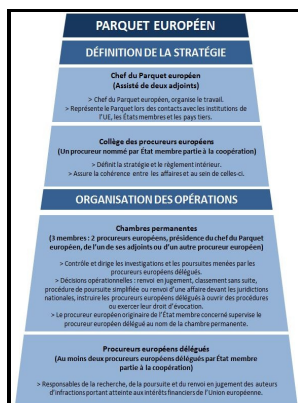 PARQUET EUROPÉEN
DÉFINITION DE LA STRATÉGIE
Chef du Parquet européen
(Assisté de deux adjoints)
> Chef du Parquet européen, organise le travail.
> Représente le Parquet lors des contacts avec les institutions de
l'UE, les États membres et les pays tiers.
Collège des procureurs européens
(Un procureur nommé par État membre partie à la coopération)
> Définit la stratégie et le règlement intérieur.
> Assure la cohérence entre les affaires et au sein de celles-ci.
ORGANISATION DES OPÉRATIONS
Chambres permanentes
(3 membres : 2 procureurs européens, présidence du chef du Parquet
européen, de l'un de ses adjoints ou d'un autre procureur européen)
> Contrôle et dirige les investigations et les poursuites menées par les
procureurs européens délégués.
> Décisions opérationnelles : renvoi en jugement, classement sans suite,
procédure de poursuite simplifiée ou renvoi d'une affaire devant les juridictions
nationales, instruire les procureurs européens délégués à ouvrir des procédures
ou exercer leur droit d'évocation.
> Le procureur européen originaire de l'État membre concerné supervise le
procureur européen délégué au nom de la chambre permanente.
Procureurs européens délégués
(Au moins deux procureurs européens délégués par État membre
partie à la coopération)
> Responsables de la recherche, de la poursuite et du renvoi en jugement des auteurs
d'infractions portant atteinte aux intérêts financiers de l'Union européenne.